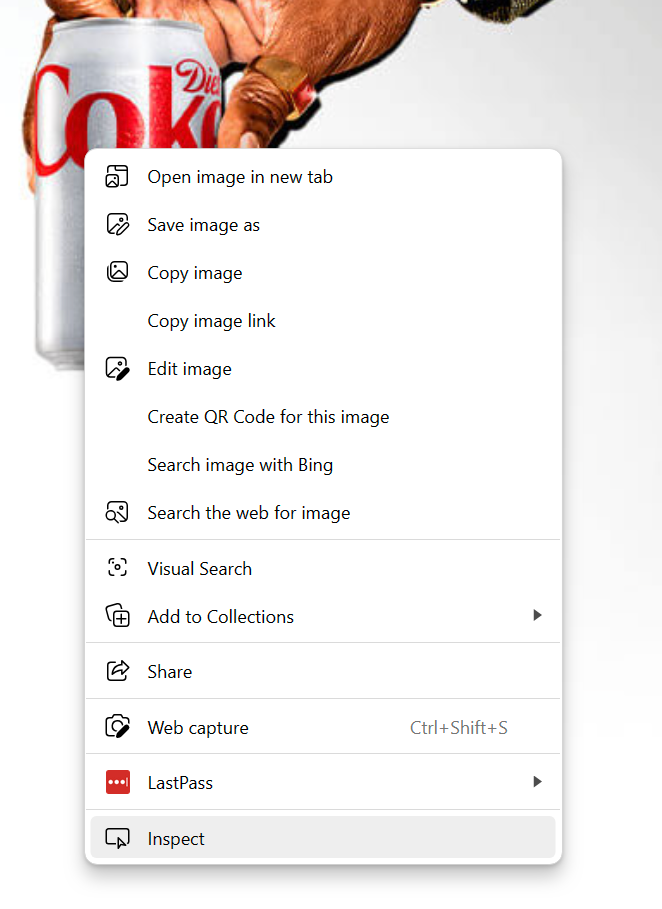 Diet
Coke
Open image in new tab
Save image as
Copy image
Copy image link
Edit image
Create QR Code for this image
Search image with Bing
Search the web for image
Visual Search
Add to Collections
Share
Web capture Ctrl+Shift+S
LastPass
Inspect